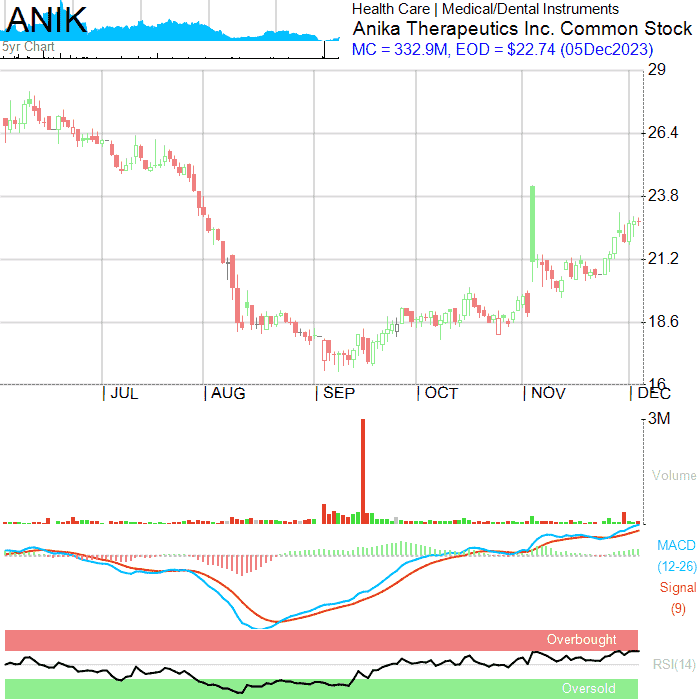 ANIK
5yr Chart
Health Care | Medical/Dental Instruments
Anika Therapeutics Inc. Common Stock
MC = 332.9M, EOD = $22.74 (05Dec2023)
29
26.4
23.8
21.2
18.6
16
| JUL | AUG | SEP | OCT | NOV | DEC
3M
Volume
MACD
(12-26)
Signal
(9)
Overbought
RSI(14)
Oversold